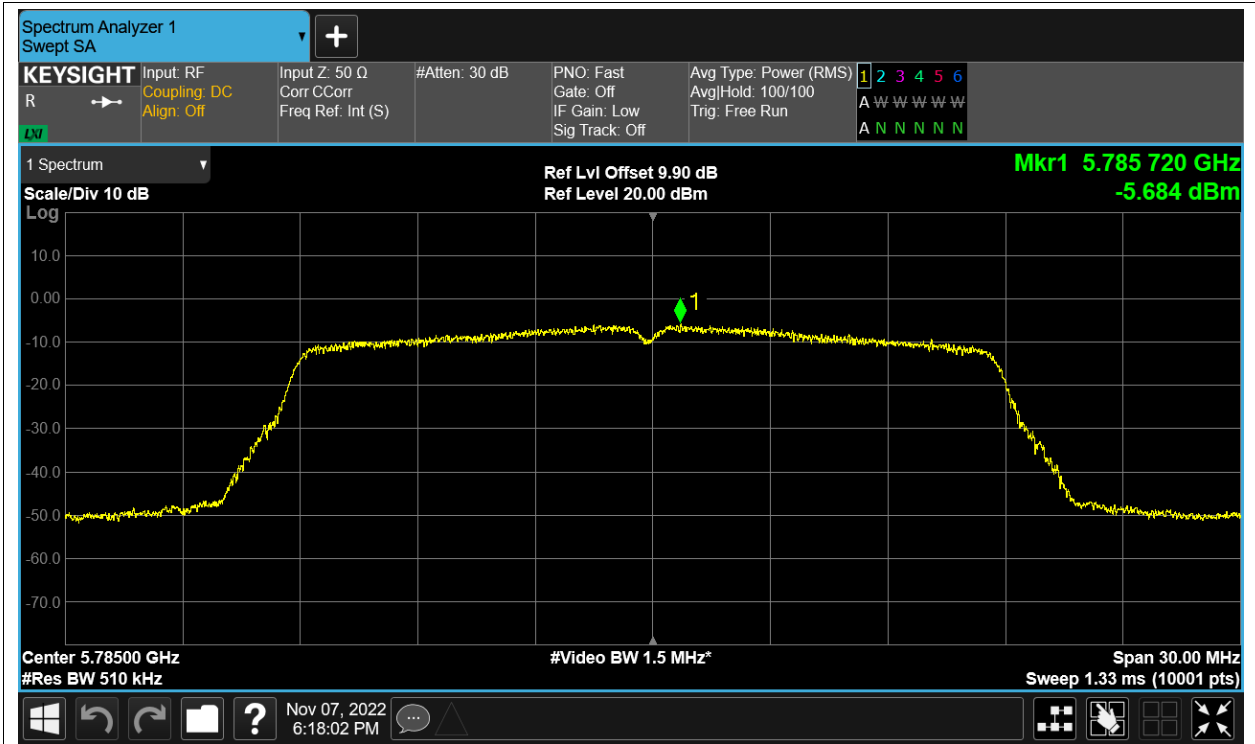 Spectrum Analyzer 1
Swept SA
KEYSIGHT
R
LXI
Input: RF
Coupling: DC
Align: Off
Input Z: 50 Ω
Corr CCorr
Freq Ref: Int (S)
#Atten: 30 dB
PNO: Fast
Gate: Off
IF Gain: Low
Sig Track: Off
Avg Type: Power (RMS)
Avg|Hold: 100/100
Trig: Free Run
1 2 3 4 5 6
A W W W W W
A N N N N N
1 Spectrum
Scale/Div 10 dB
Log
Ref Lvl Offset 9.90 dB
Ref Level 20.00 dBm
Mkr1 5.785 720 GHz
-5.684 dBm
10.0
0.00
1
-10.0
-20.0
-30.0
-40.0
-50.0
-60.0
-70.0
Center 5.78500 GHz
#Res BW 510 kHz
#Video BW 1.5 MHz*
Span 30.00 MHz
Sweep 1.33 ms (10001 pts)
?
Nov 07, 2022
6:18:02 PM